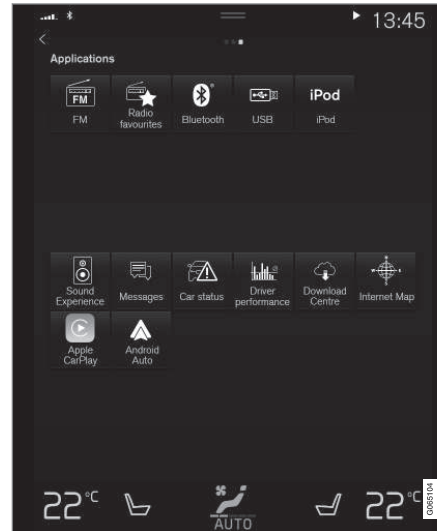 13:45
Applications
FM
FM
Radio
favourites
Bluetooth
USB
iPod
iPod
Sound
Experience
Messages
Car status
Driver
performance
Download
Centre
Internet Map
Apple
CarPlay
Android
Auto
22°C
AUTO
22°C
G065104